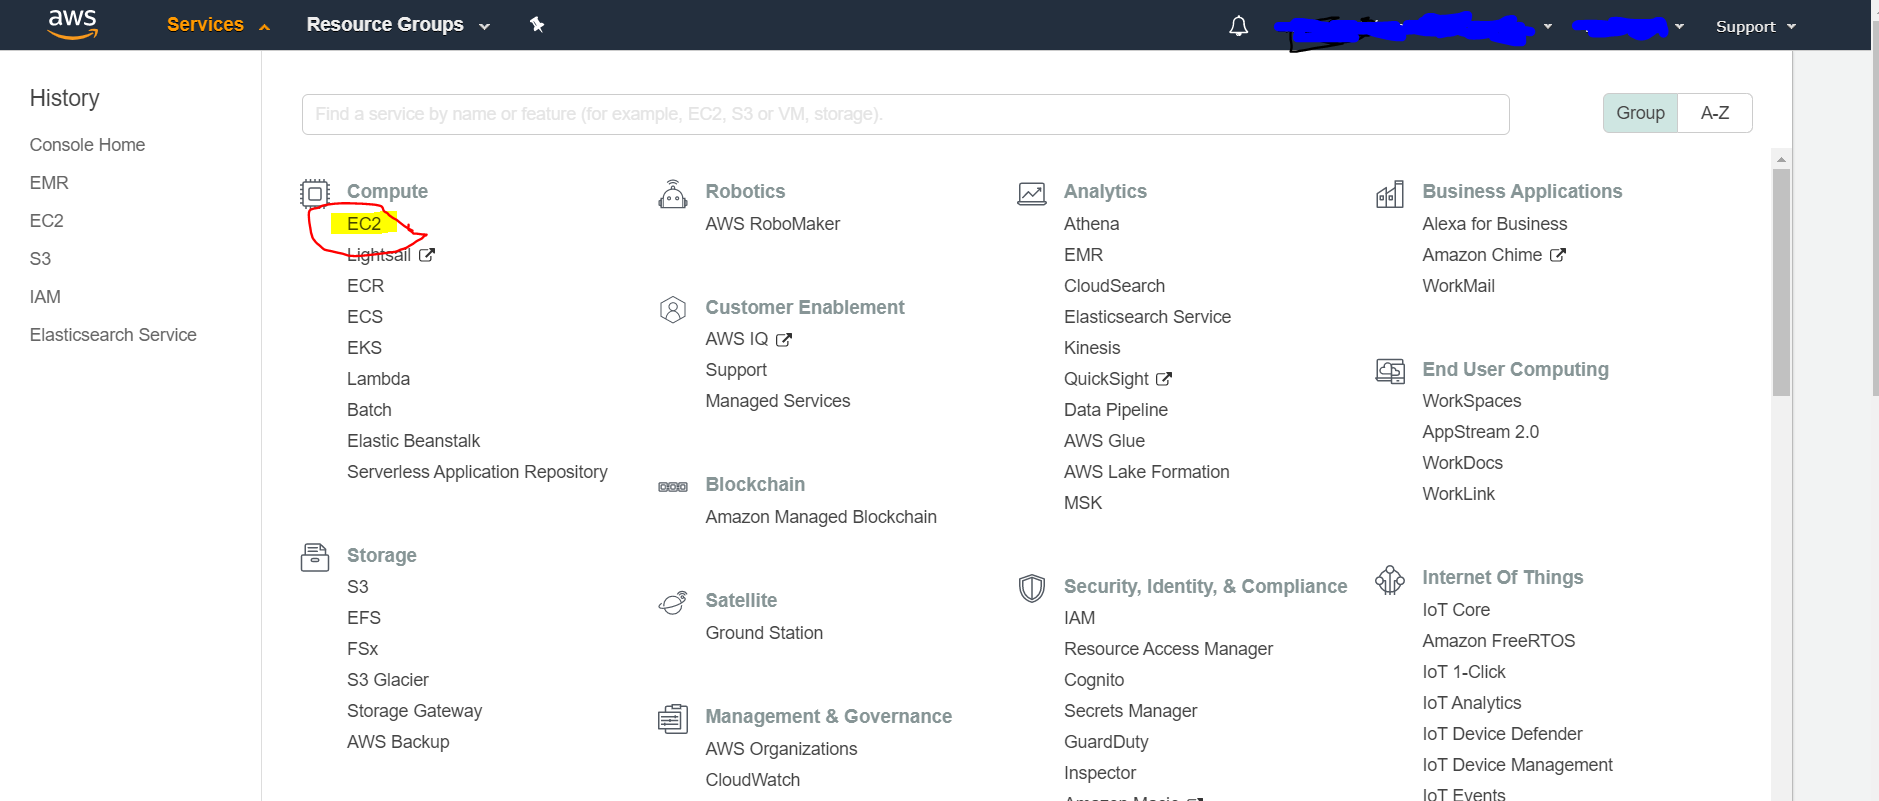 aws
Services
Resource Groups
Support
History
Console Home
EMR
EC2
S3
IAM
Elasticsearch Service
Find a service by name or feature (for example, EC2, S3 or VM, storage).
Group
A-Z
Compute
EC2
Lightsail
ECR
ECS
EKS
Lambda
Batch
Elastic Beanstalk
Serverless Application Repository
Storage
S3
EFS
FSx
S3 Glacier
Storage Gateway
AWS Backup
Robotics
AWS RoboMaker
Customer Enablement
AWS IQ
Support
Managed Services
Blockchain
Amazon Managed Blockchain
Satellite
Ground Station
Management & Governance
AWS Organizations
CloudWatch
Analytics
Athena
EMR
CloudSearch
Elasticsearch Service
Kinesis
QuickSight
Data Pipeline
AWS Glue
AWS Lake Formation
MSK
Security, Identity, & Compliance
IAM
Resource Access Manager
Cognito
Secrets Manager
GuardDuty
Inspector
Amazon Macie
Business Applications
Alexa for Business
Amazon Chime
WorkMail
End User Computing
WorkSpaces
AppStream 2.0
WorkDocs
WorkLink
Internet Of Things
IoT Core
Amazon FreeRTOS
IoT 1-Click
IoT Analytics
IoT Device Defender
IoT Device Management
IoT Events